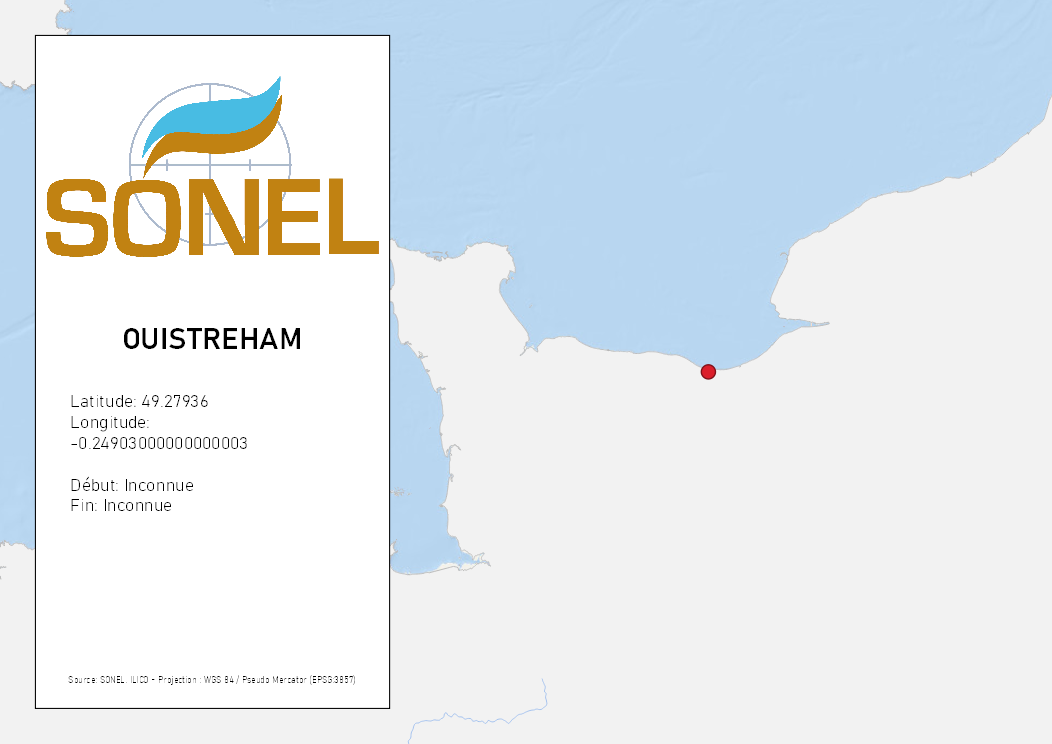 SONEL
OUISTREHAM
Latitude: 49.27936
Longitude:
-0.24903000000000003
Début: Inconnue
Fin: Inconnue
Source: SONEL, ILICO - Projection : WGS 84 / Pseudo Mercator (EPSG:3857)